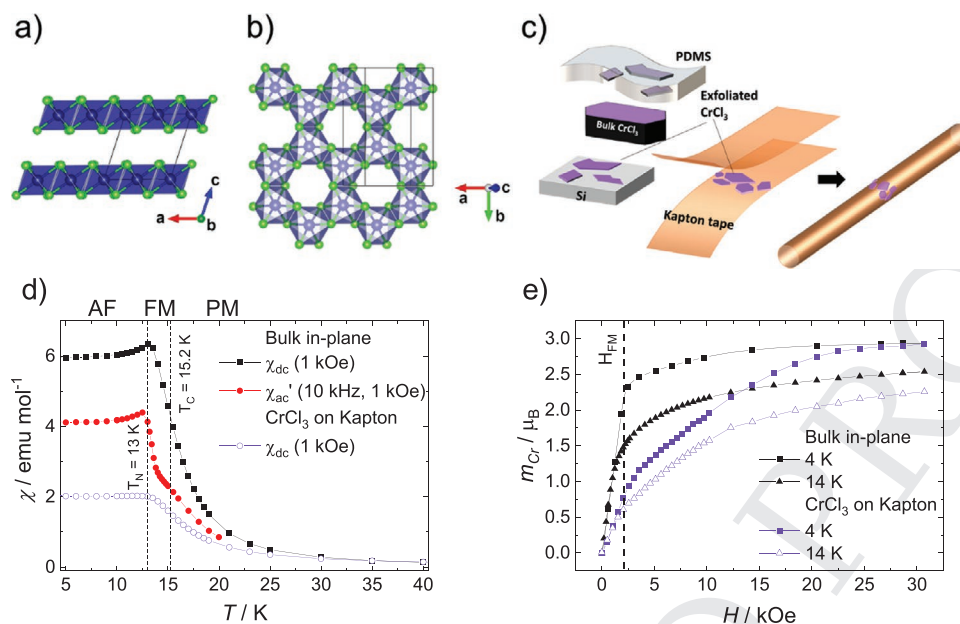 a)
b)
c)
a
b
c
a
b
c
PDMS
Exfoliated
CrCl3
Bulk CrCl3
Si
Kapton tape
d)
AF FM PM
Bulk in-plane
χdc (1 kOe)
χac' (10 kHz, 1 kOe)
CrCl3 on Kapton
χdc (1 kOe)
TN = 13 K
TC = 15.2 K
χ / emu mol-1
6
4
2
0
5 10 15 20 25 30 35 40
T / K
e)
HFM
mCr / μB
3.0
2.5
2.0
1.5
1.0
0.5
0.0
Bulk in-plane
4 K
14 K
CrCl3 on Kapton
4 K
14 K
0 5 10 15 20 25 30
H / kOe